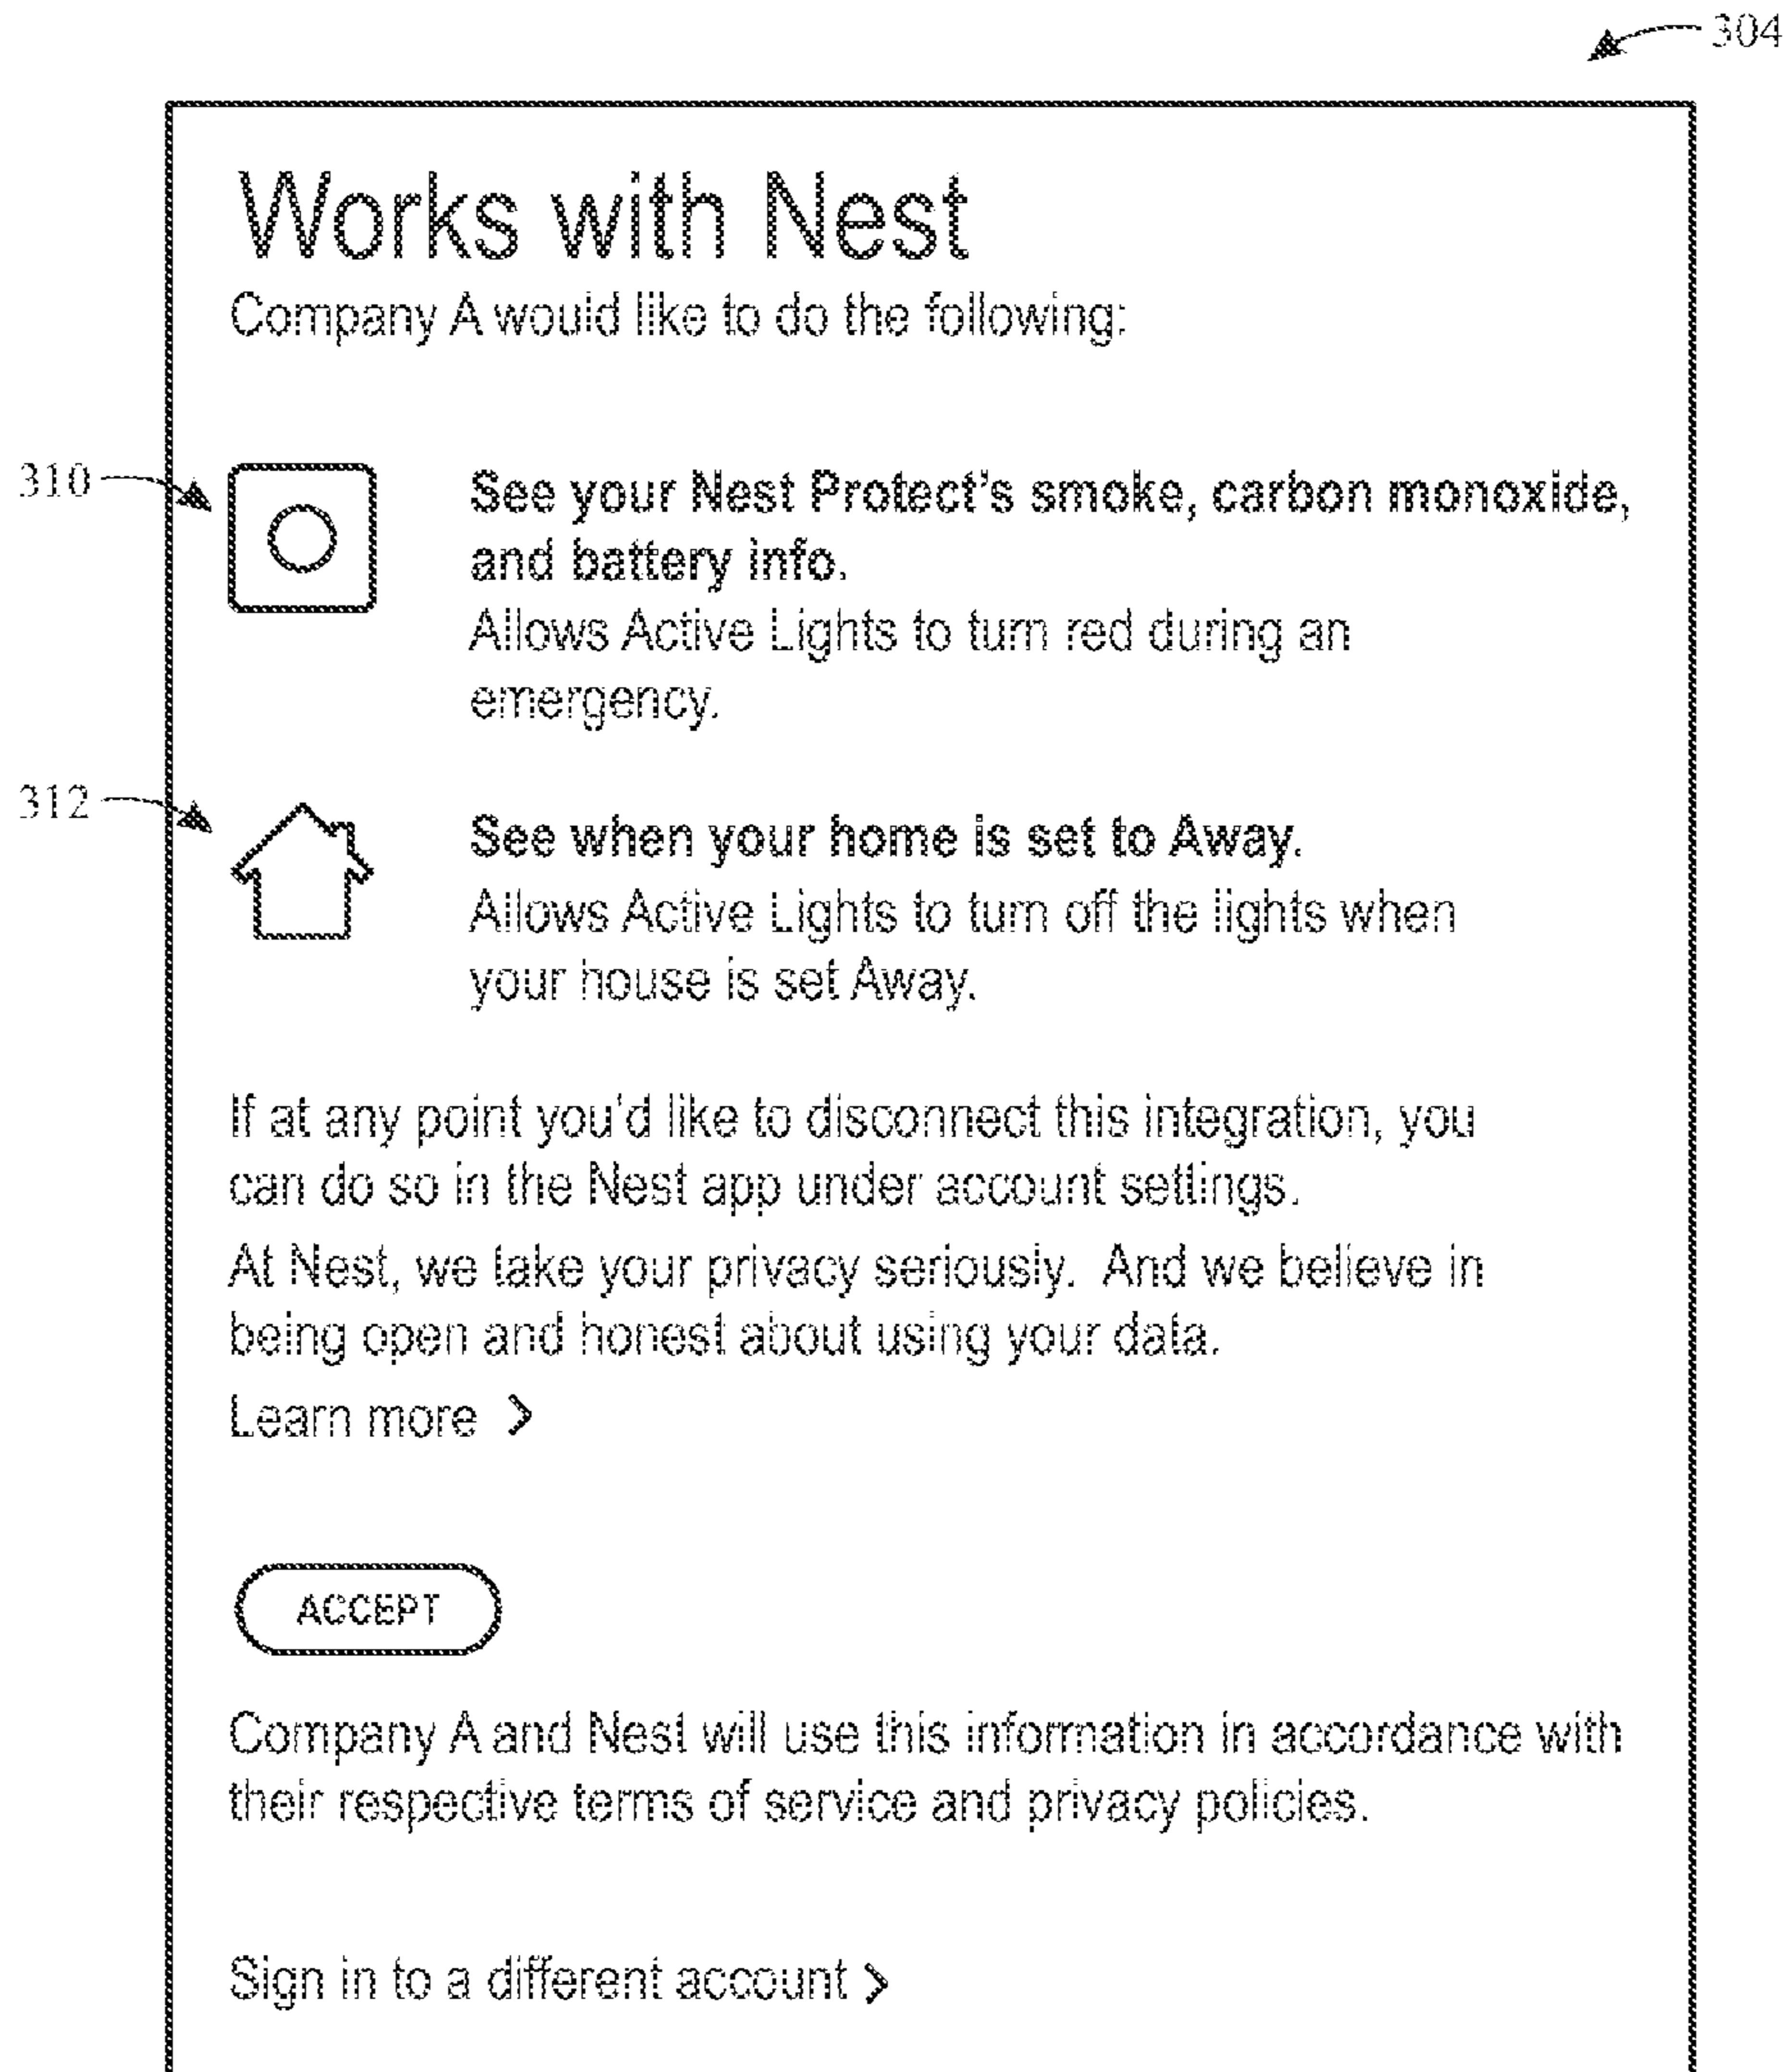 304
Works with Nest
Company A would like to do the following:
310
See your Nest Protect's smoke, carbon monoxide,
and battery info.
Allows Active Lights to turn red during an
emergency.
312
See when your home is set to Away.
Allows Active Lights to turn off the lights when
your house is set Away.
If at any point you'd like to disconnect this integration, you
can do so in the Nest app under account settings.
At Nest, we take your privacy seriously. And we believe in
being open and honest about using your data.
Learn more >
ACCEPT
Company A and Nest will use this information in accordance with
their respective terms of service and privacy policies.
Sign in to a different account >